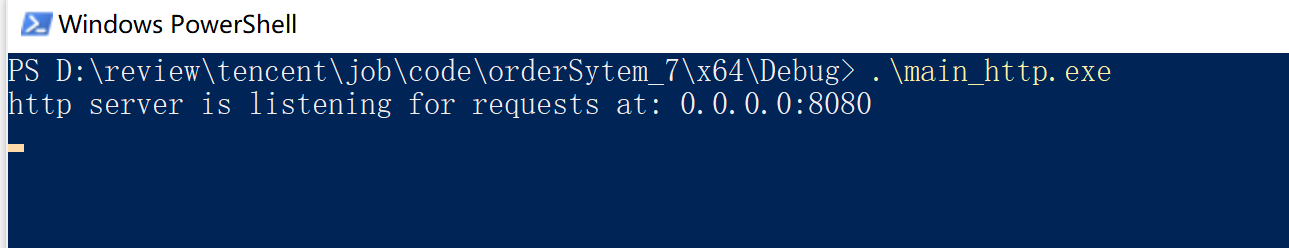 Windows PowerShell
PS D:\review\tencent\job\code\orderSytem_7\x64\Debug> .\main_http.exe
http server is listening for requests at: 0.0.0.0:8080